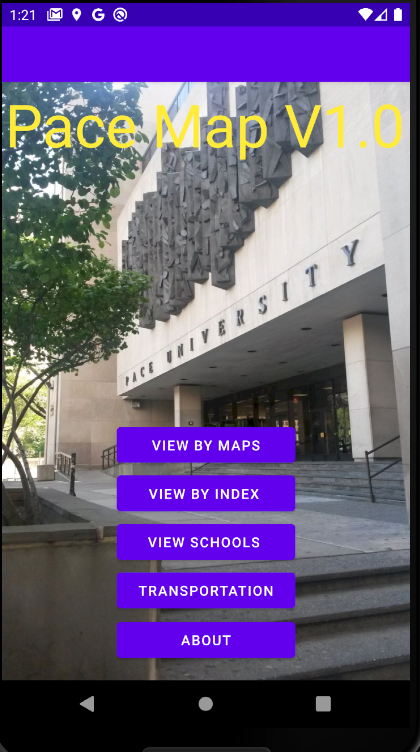 1:21
Pace Map V1.0
PACE UNIVERSITY
VIEW BY MAPS
VIEW BY INDEX
VIEW SCHOOLS
TRANSPORTATION
ABOUT